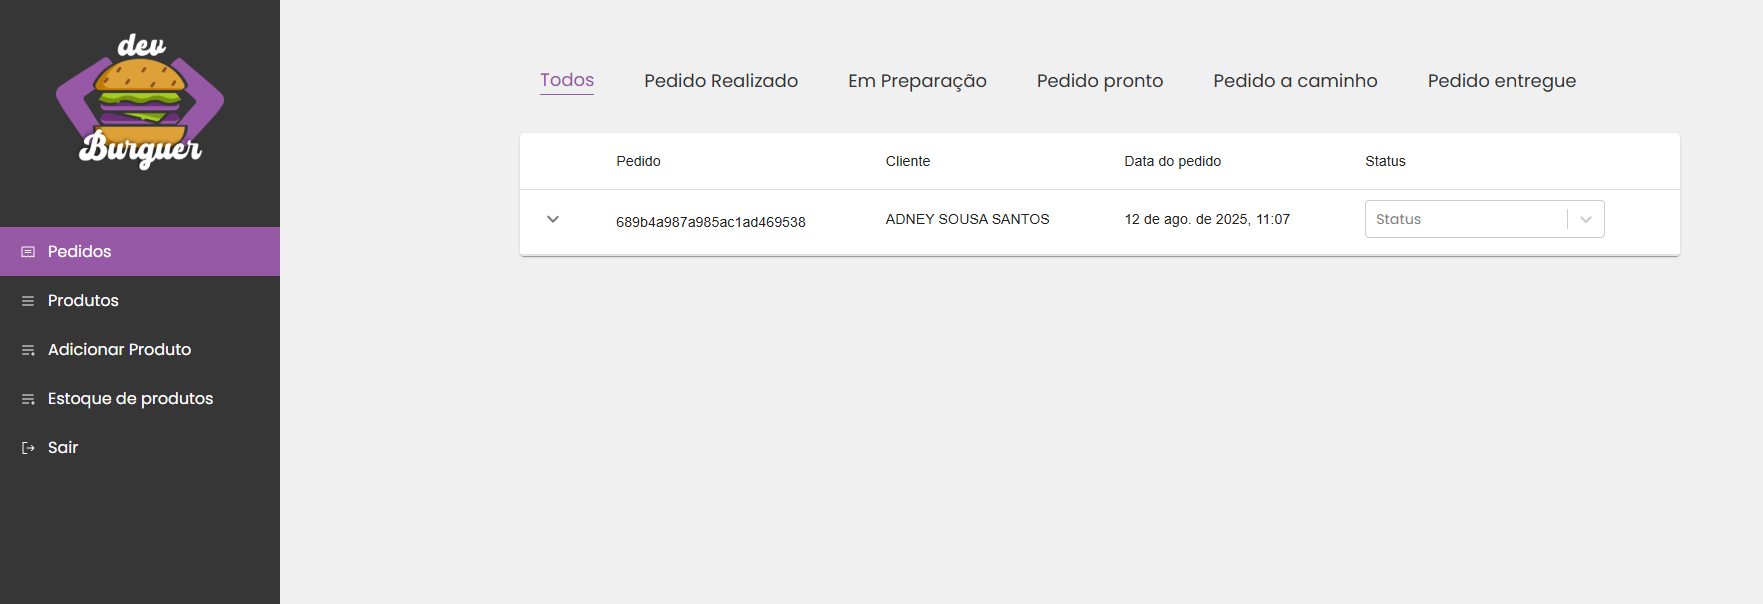 dev
Burguer
Pedidos
Produtos
Adicionar Produto
Estoque de produtos
Sair
Todos Pedido Realizado Em Preparação Pedido pronto Pedido a caminho Pedido entregue
Pedido Cliente Data do pedido Status
689b4a987a985ac1ad469538 ADNEY SOUSA SANTOS 12 de ago. de 2025, 11:07 Status